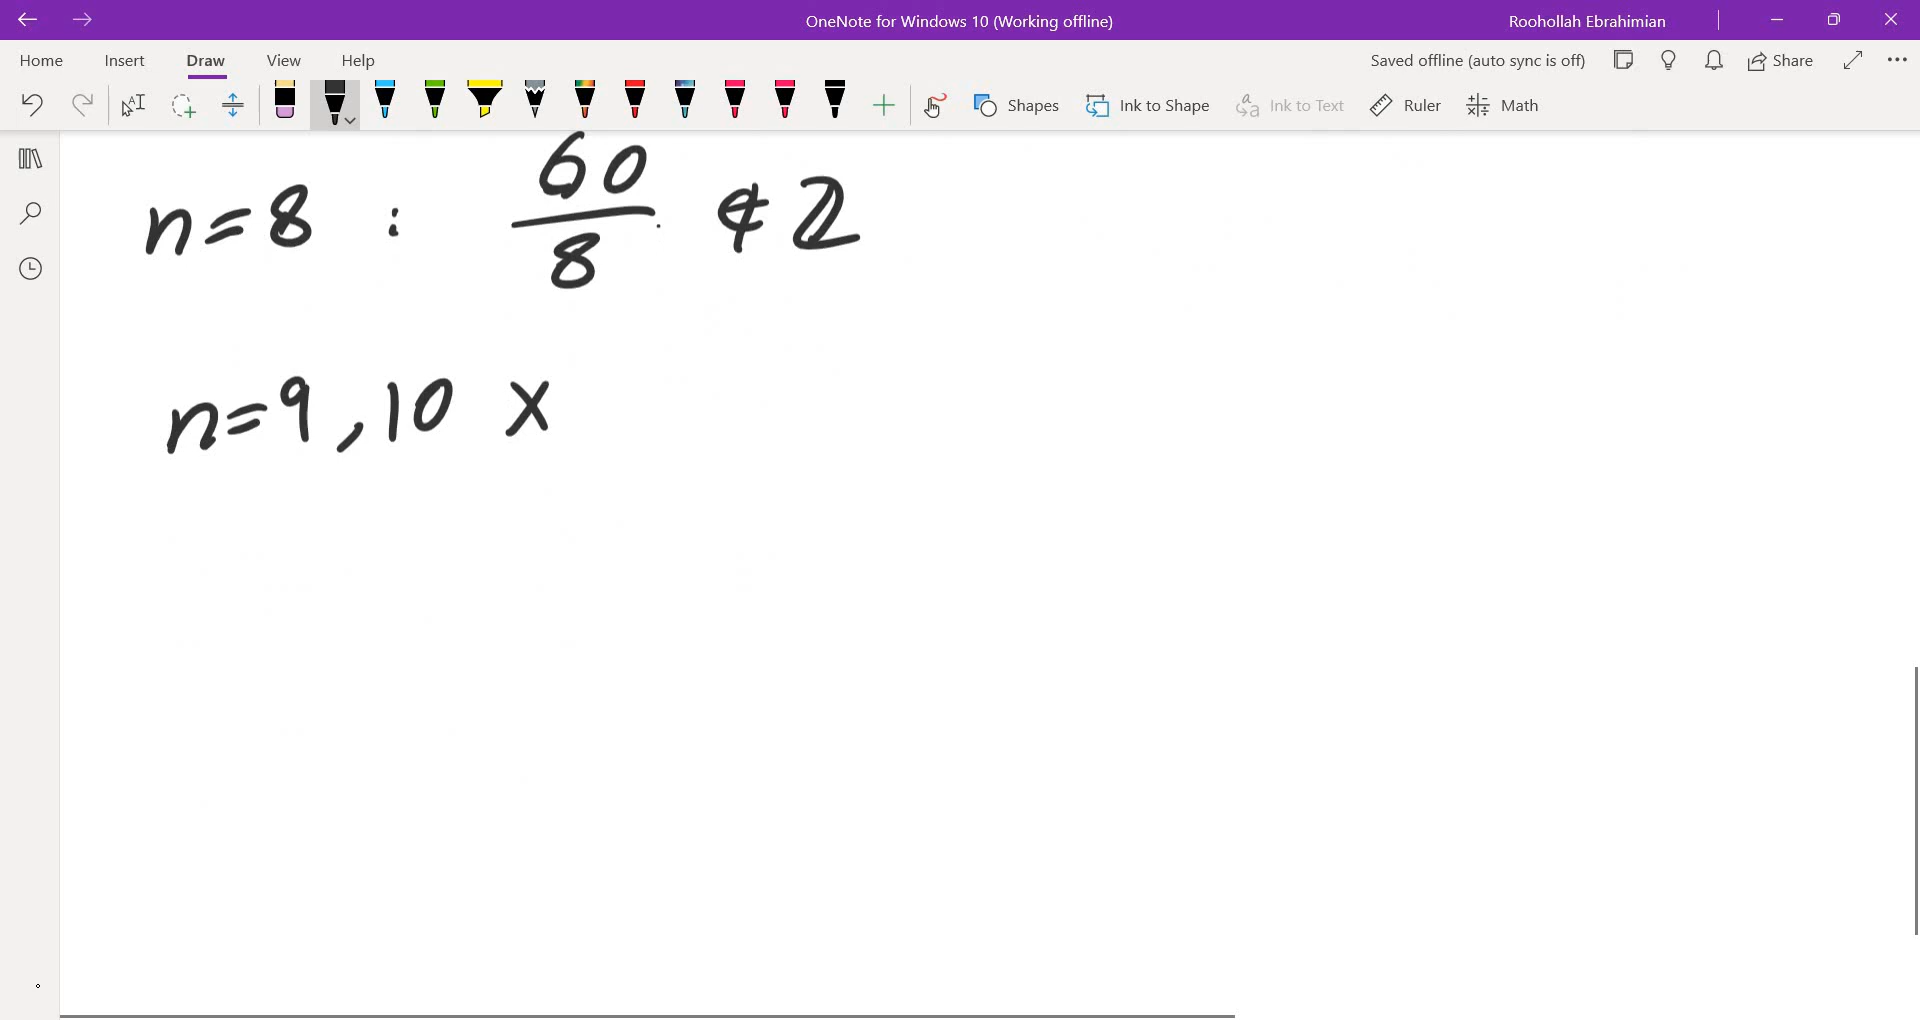 OneNote for Windows 10 (Working offline) Roohollah Ebrahimian
Home Insert Draw View Help Saved offline (auto sync is off) Share
Shapes Ink to Shape Ink to Text Ruler Math
n=8 : 60/8 ∉ ℤ
n=9, 10 X